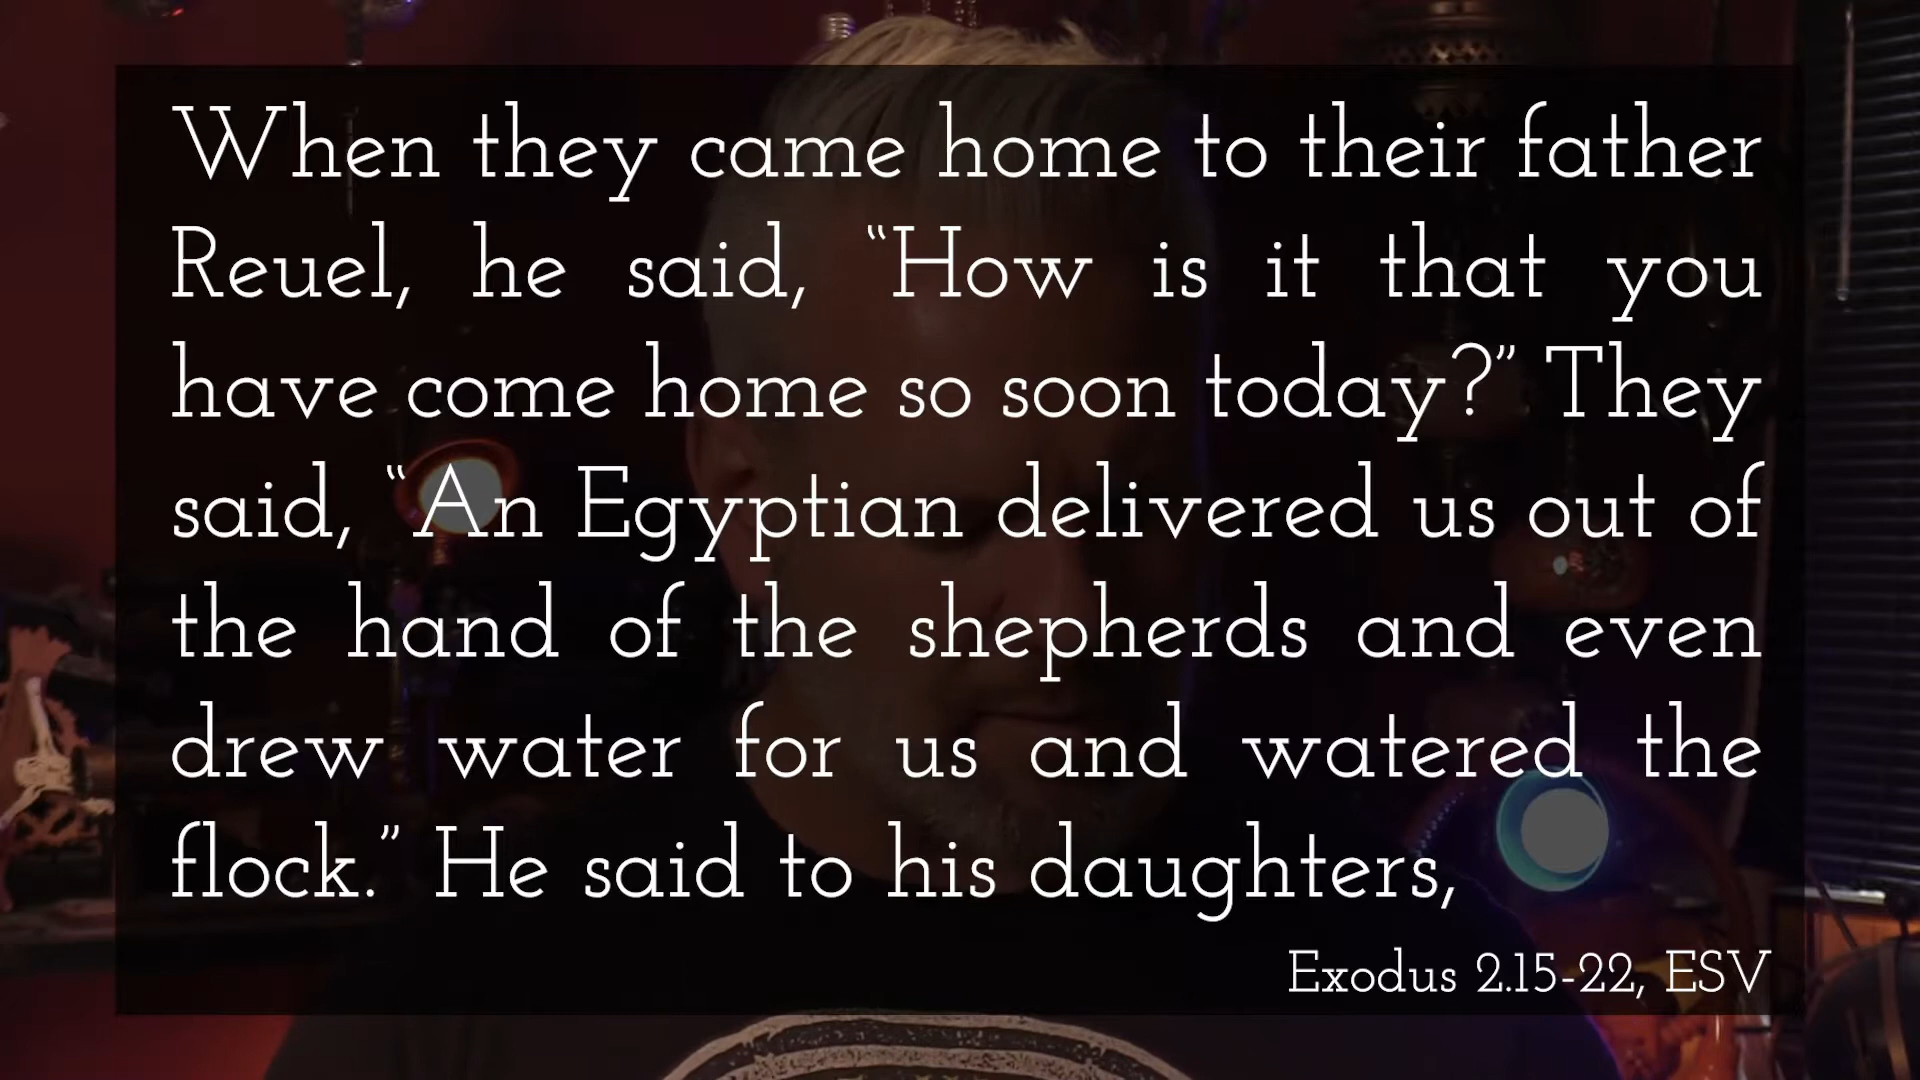 When they came home to their father
Reuel, he said, “How is it that you
have come home so soon today?” They
said, “An Egyptian delivered us out of
the hand of the shepherds and even
drew water for us and watered the
flock.” He said to his daughters,
Exodus 2.15-22, ESV